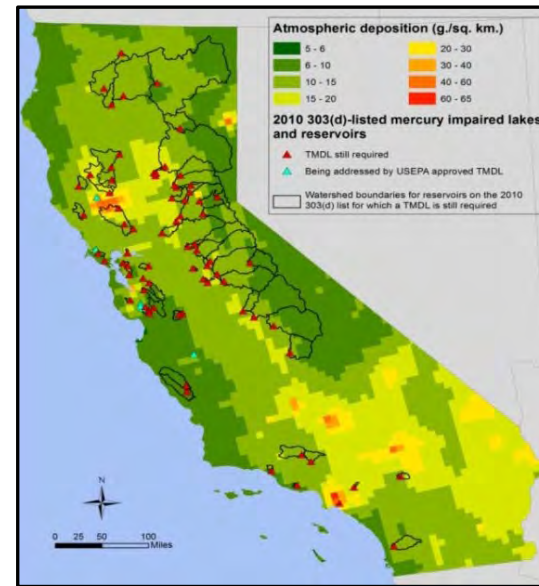 Atmospheric deposition (g./sq. km.)
5 - 6
6 - 10
10 - 15
15 - 20
20 - 30
30 - 40
40 - 60
60 - 65
2010 303(d)-listed mercury impaired lakes
and reservoirs
TMDL still required
Being addressed by USEPA approved TMDL
Watershed boundaries for reservoirs on the 2010
303(d) list for which a TMDL is still required
N
0 25 50 100
Miles